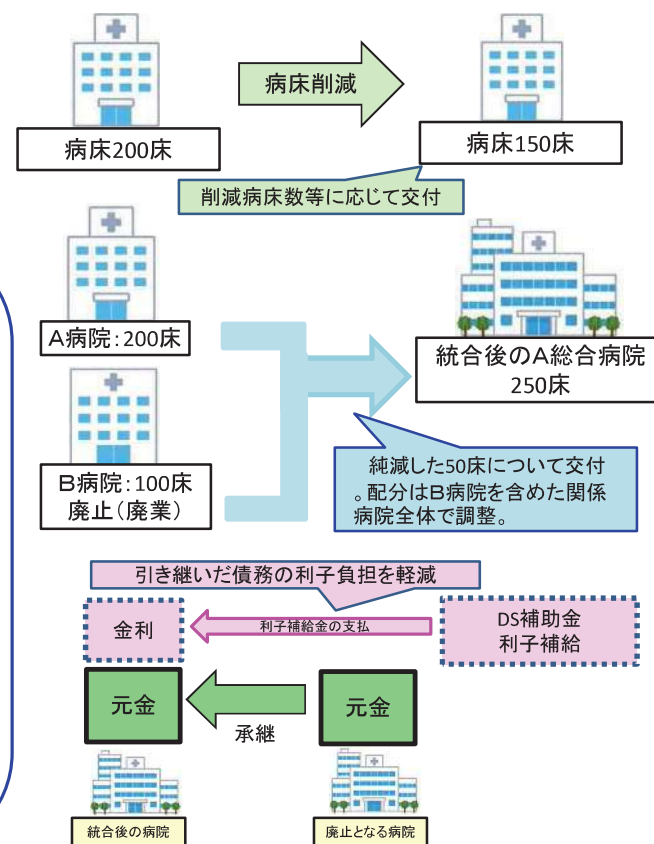 病床削減
病床200床
病床150床
削減病床数等に応じて交付
A病院:200床
統合後のA総合病院
250床
B病院:100床
廃止(廃業)
純減した50床について交付
。配分はB病院を含めた関係
病院全体で調整。
引き継いだ債務の利子負担を軽減
金利
利子補給金の支払
DS補助金
利子補給
元金
承継
元金
統合後の病院
廃止となる病院